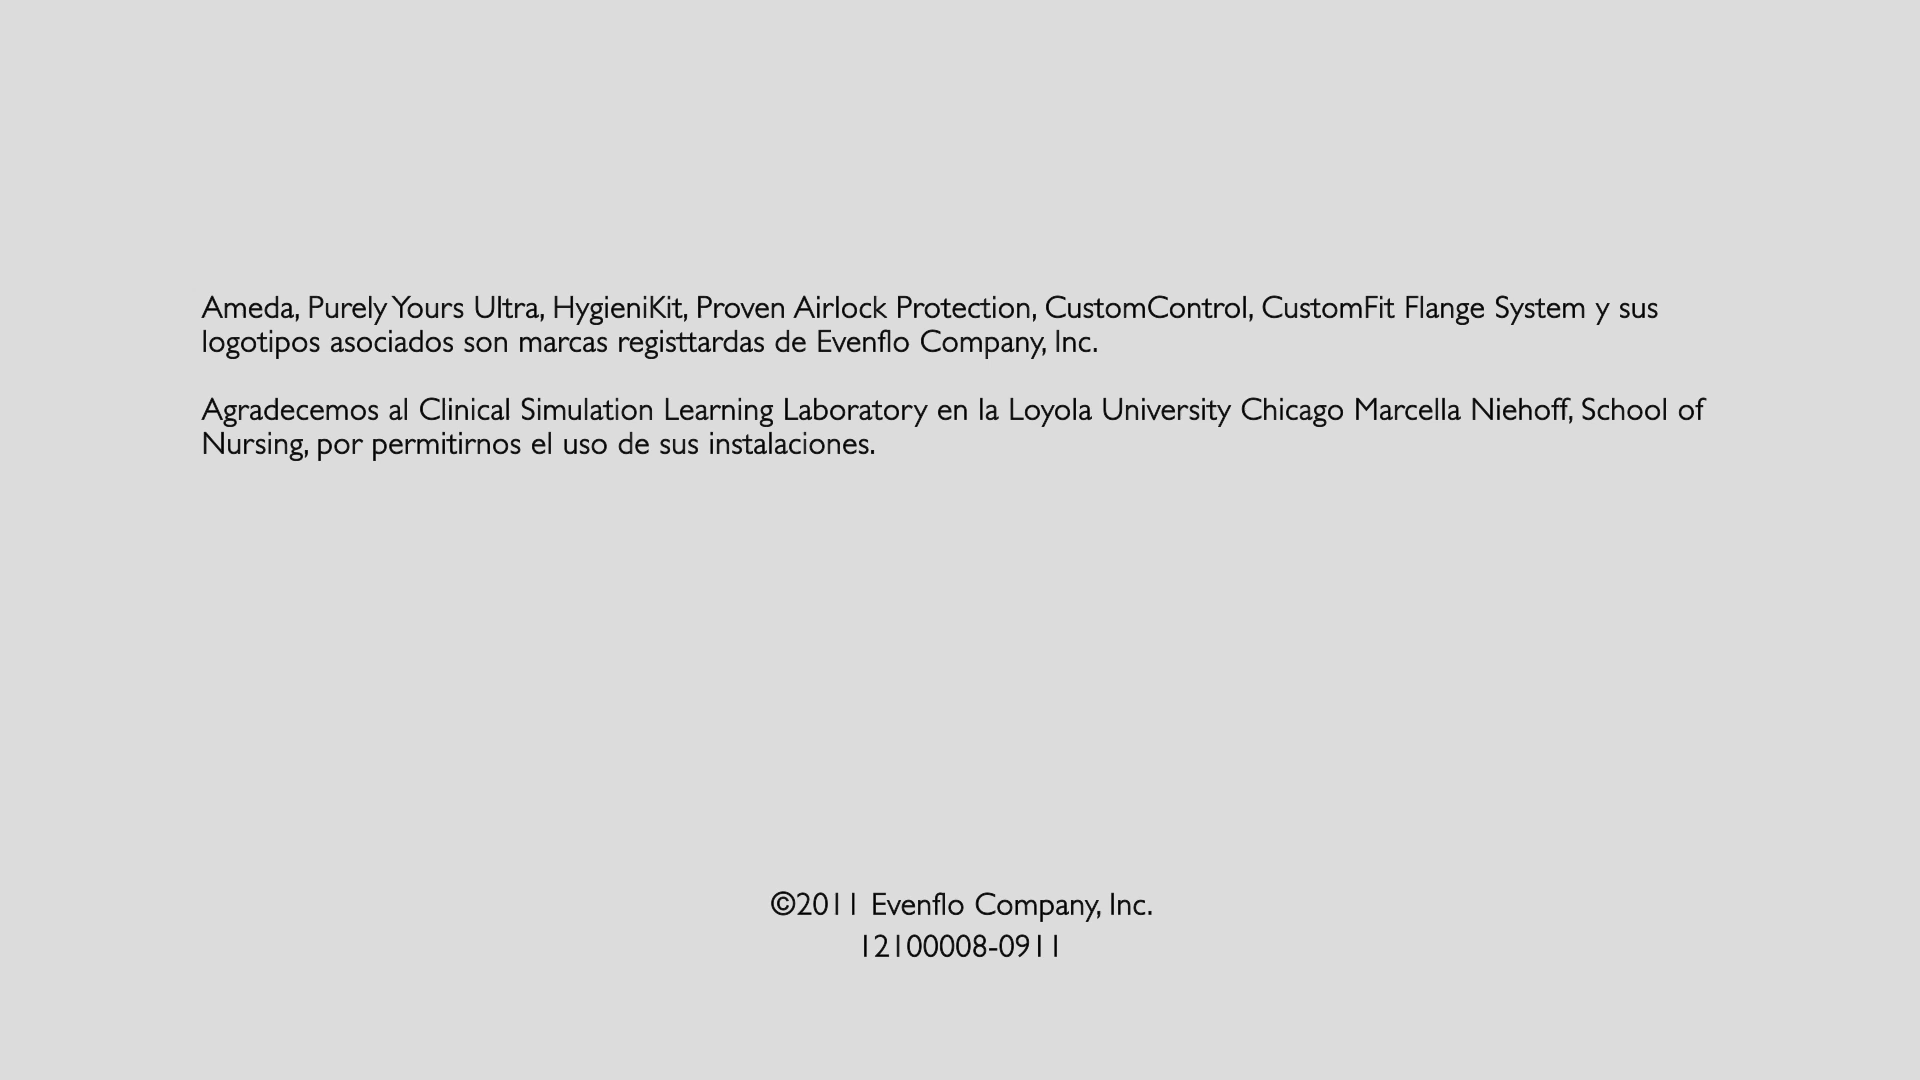 Ameda, Purely Yours Ultra, HygieniKit, Proven Airlock Protection, CustomControl, CustomFit Flange System y sus
logotipos asociados son marcas registtardas de Evenflo Company, Inc.
Agradecemos al Clinical Simulation Learning Laboratory en la Loyola University Chicago Marcella Niehoff, School of
Nursing, por permitirnos el uso de sus instalaciones.
©2011 Evenflo Company, Inc.
12100008-0911